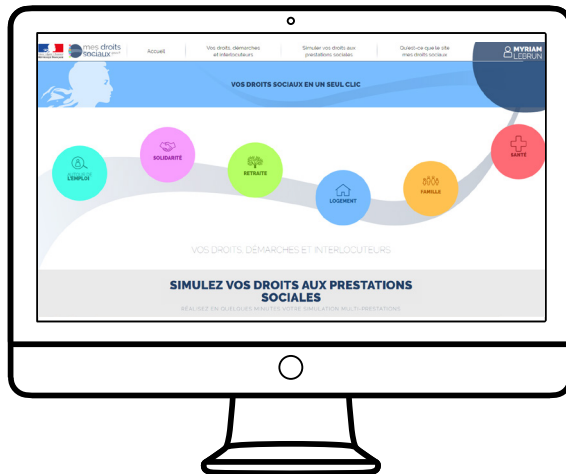 mes droits
sociaux
Accueil
Vos droits, démarches
et interlocuteurs
Simuler vos droits aux
prestations sociales
Qu'est-ce que le site
mes droits sociaux
MYRIAM
LEBRUN
VOS DROITS SOCIAUX EN UN SEUL CLIC
L'EMPLOI
SOLIDARITÉ
RETRAITE
LOGEMENT
FAMILLE
SANTÉ
VOS DROITS, DÉMARCHES ET INTERLOCUTEURS
SIMULEZ VOS DROITS AUX PRESTATIONS
SOCIALES
RÉALISEZ EN QUELQUES MINUTES VOTRE SIMULATION MULTI-PRESTATIONS